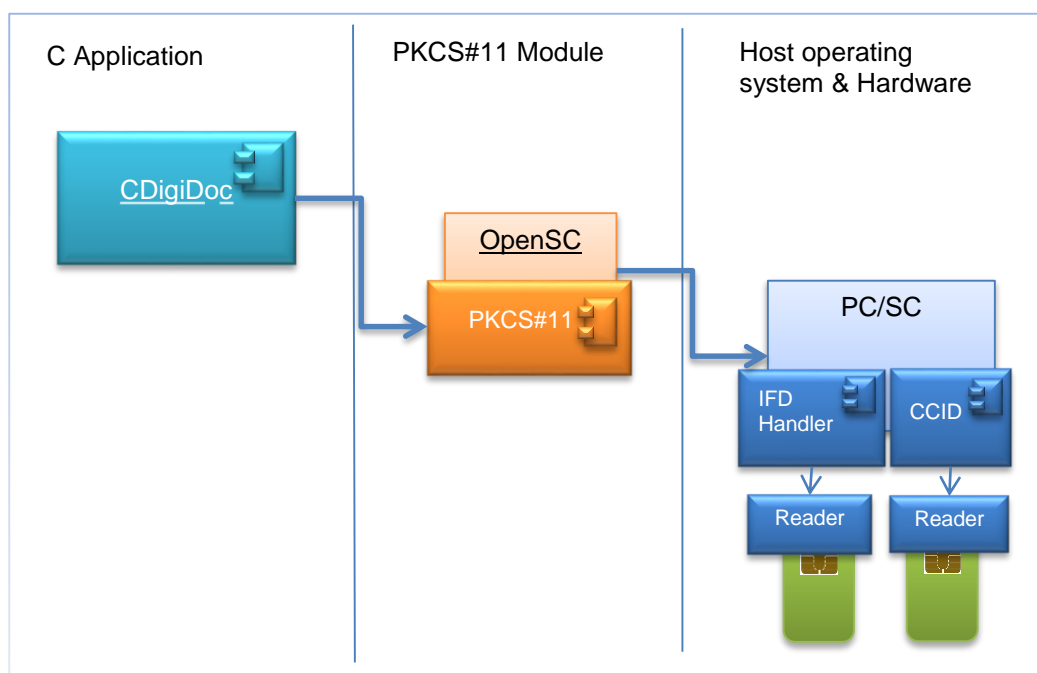 C Application
PKCS#11 Module
Host operating
system & Hardware
CDigiDoc
OpenSC
PKCS#11
PC/SC
IFD
Handler
CCID
Reader
Reader